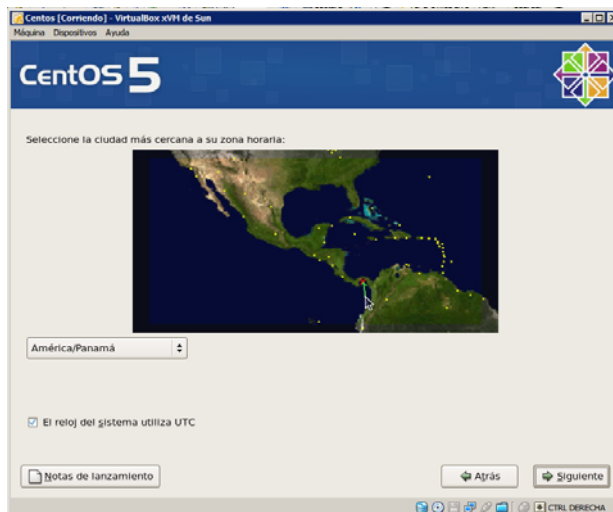 Centos [Corriendo] - VirtualBox xVM de Sun
Máquina Dispositivos Ayuda
CentOS 5
Seleccione la ciudad más cercana a su zona horaria:
América/Panamá
El reloj del sistema utiliza UTC
Notas de lanzamiento
Atrás
Siguiente
CTRL DERECHA